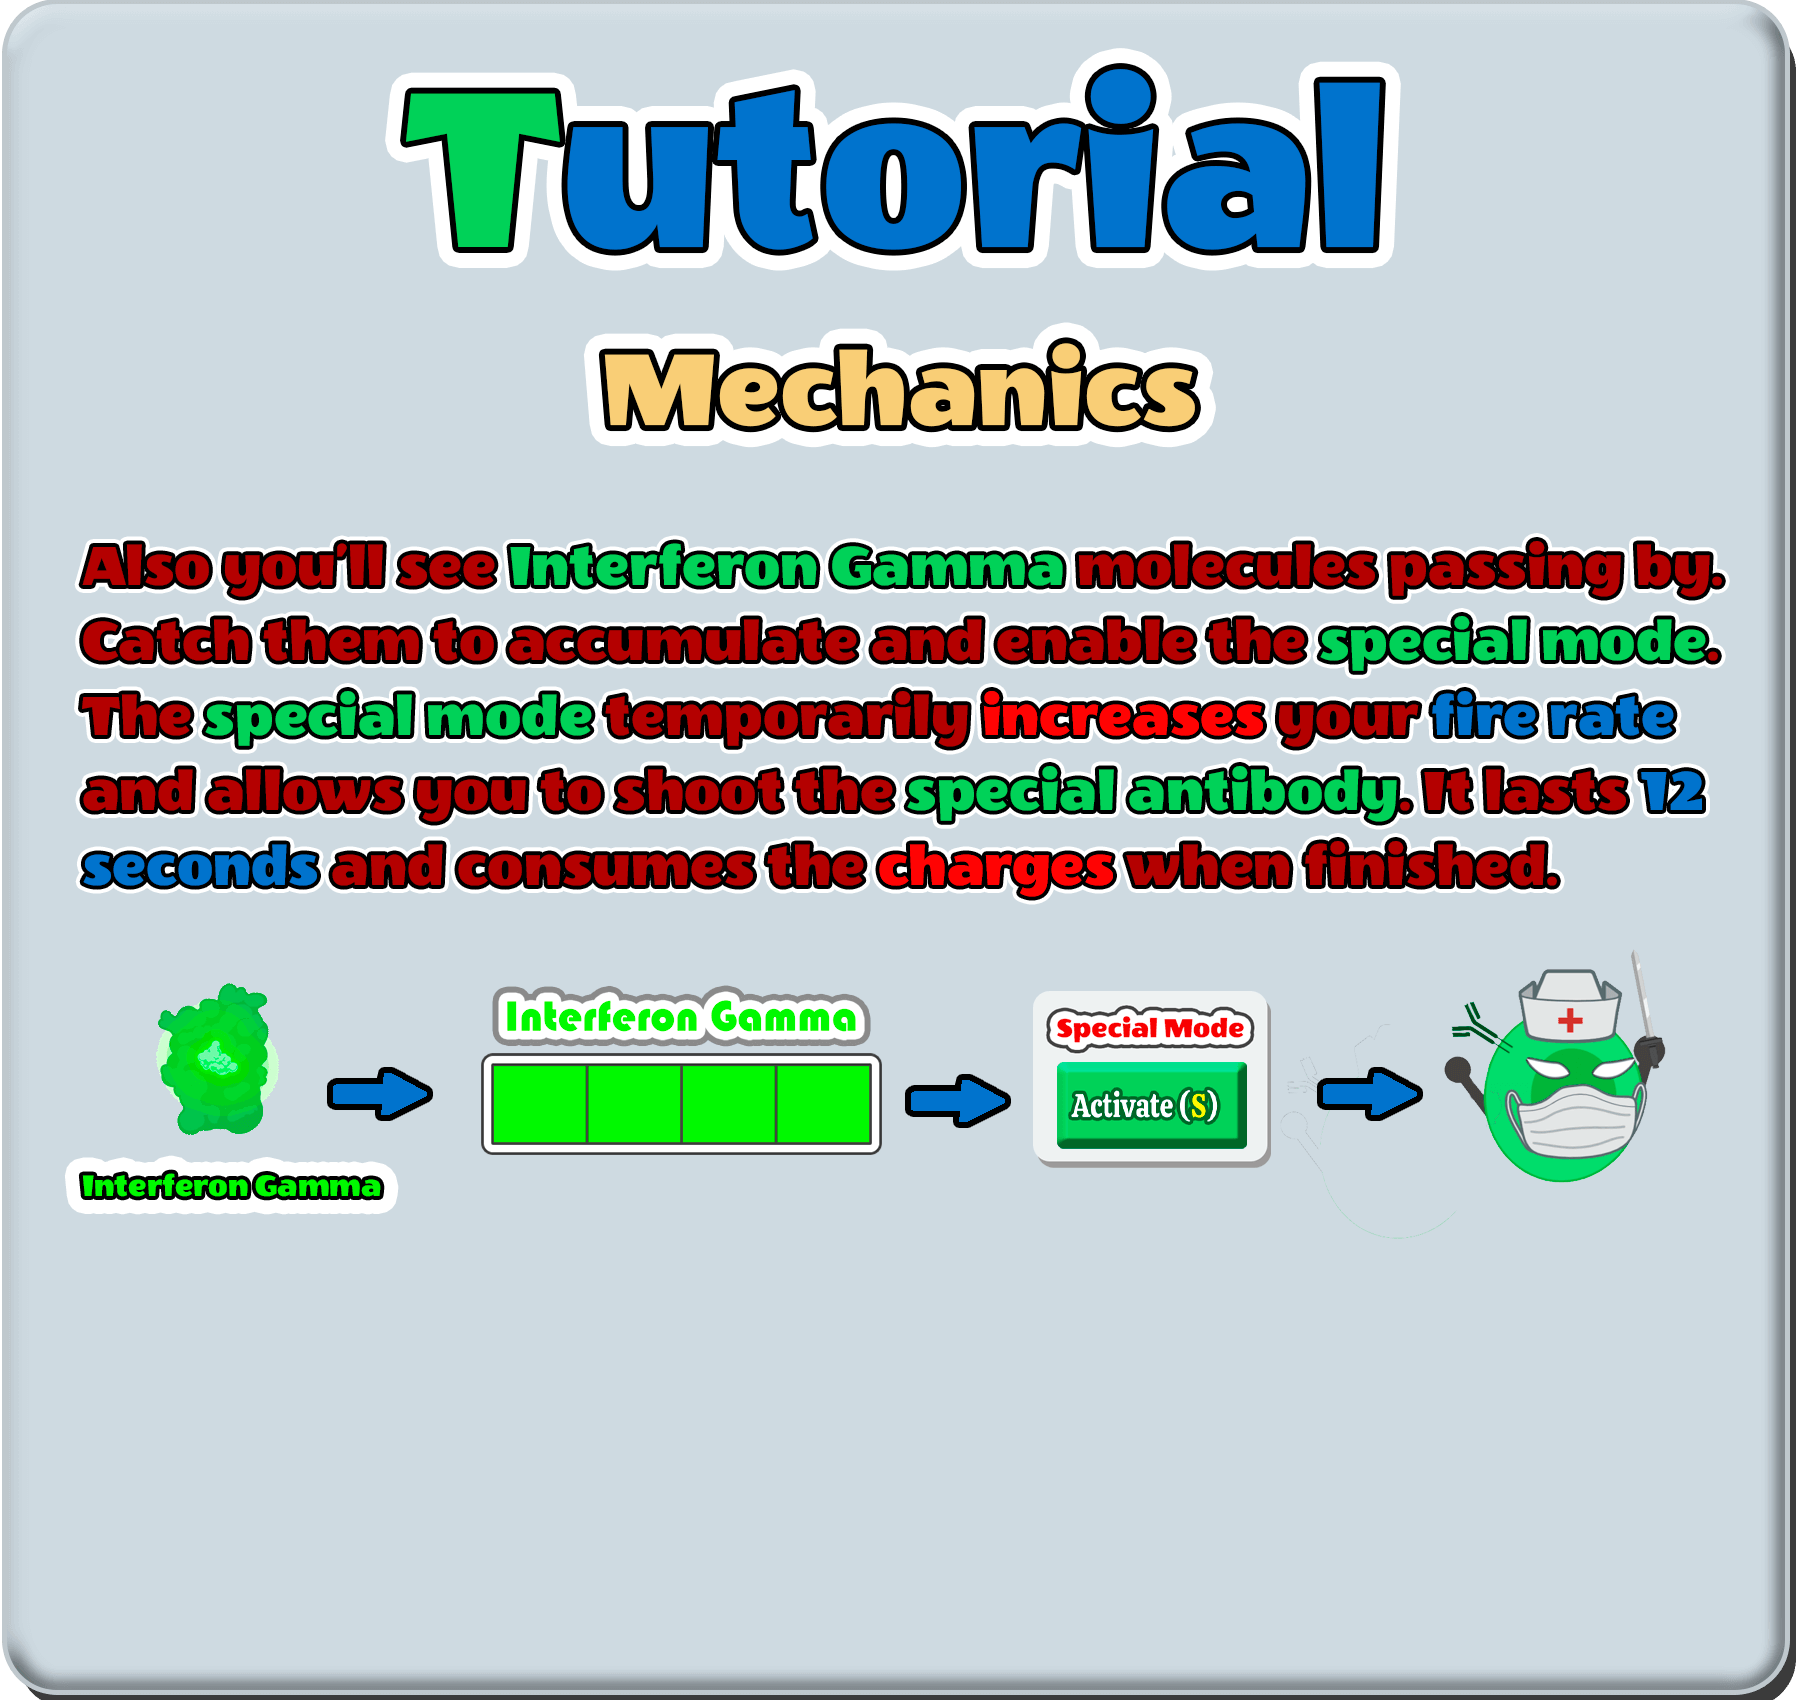 Tutorial
Mechanics
Also you'll see Interferon Gamma molecules passing by.
Catch them to accumulate and enable the special mode.
The special mode temporarily increases your fire rate
and allows you to shoot the special antibody. It lasts 12
seconds and consumes the charges when finished.
Interferon Gamma
Special Mode
Activate (S)
Interferon Gamma